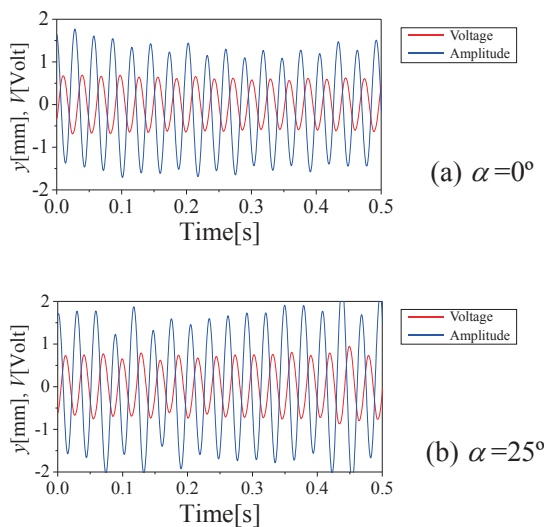 2
1
0
-1
-2
y[mm], V[Volt]
0.0 0.1 0.2 0.3 0.4 0.5
Time[s]
Voltage
Amplitude
(a) α=0º
2
1
0
-1
-2
y[mm], V[Volt]
0.0 0.1 0.2 0.3 0.4 0.5
Time[s]
Voltage
Amplitude
(b) α=25º